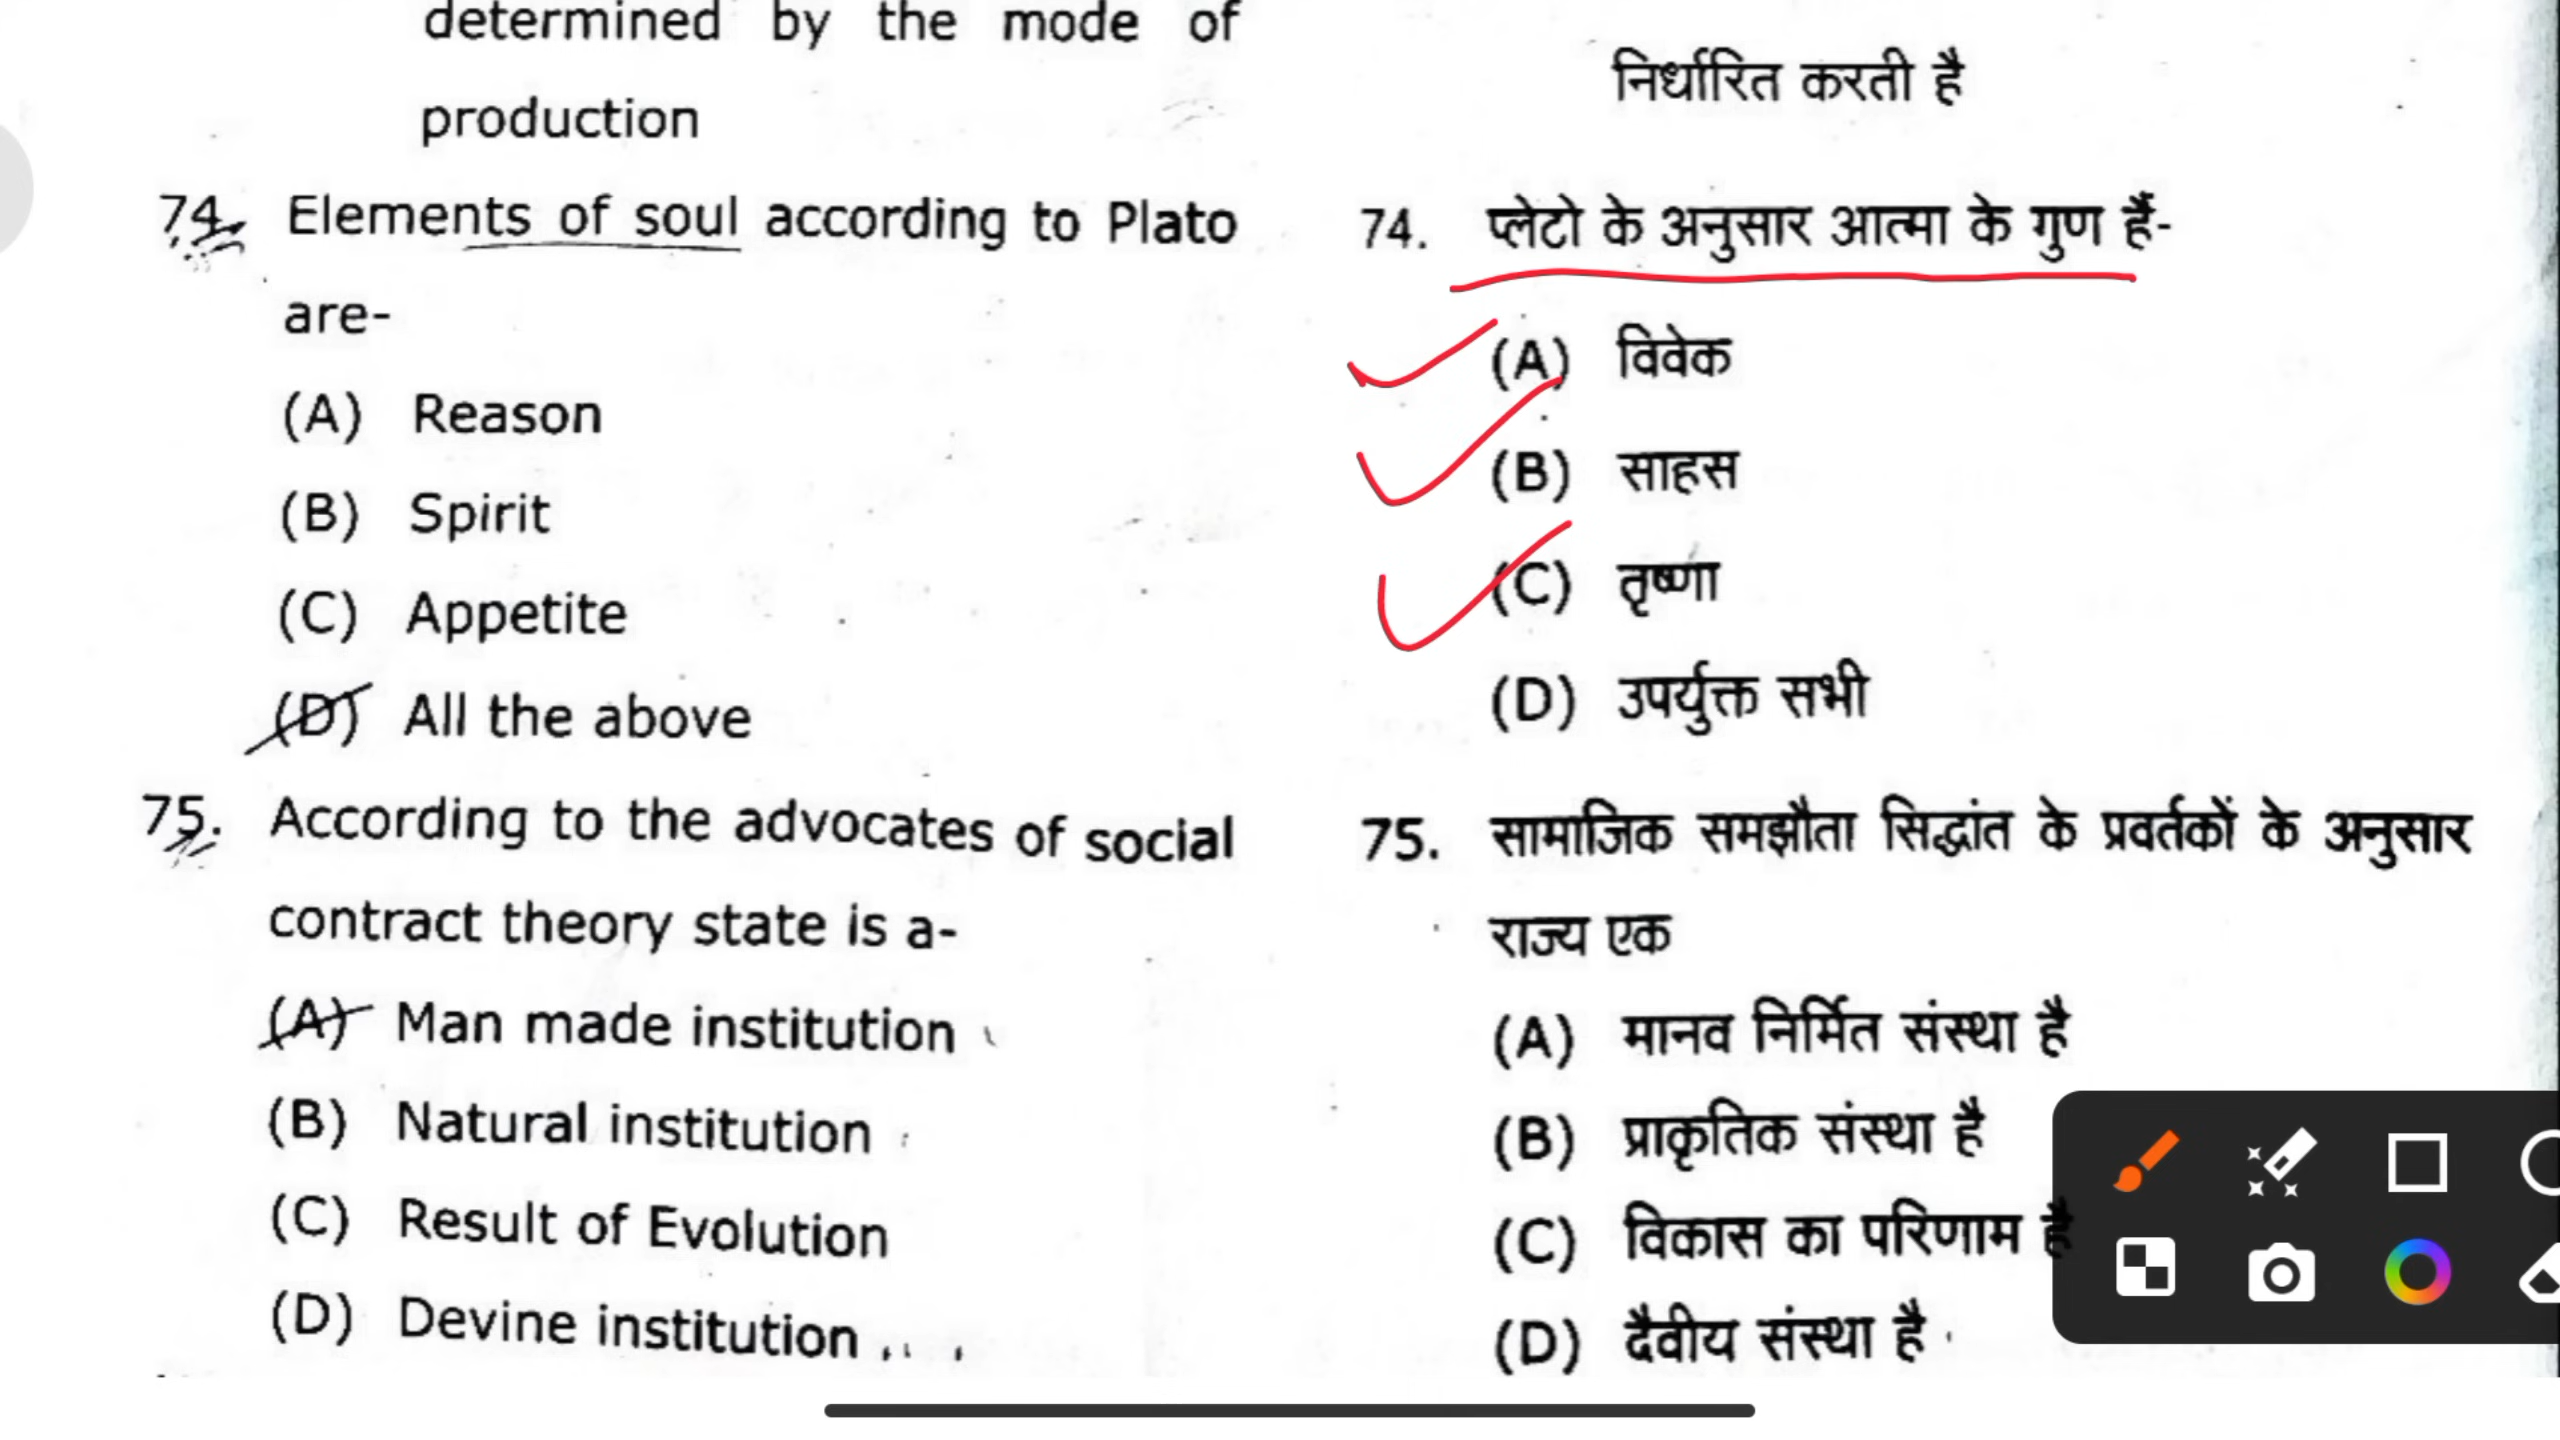 determined by the mode of
production
74. Elements of soul according to Plato
are-
(A) Reason
(B) Spirit
(C) Appetite
(D) All the above
75. According to the advocates of social
contract theory state is a-
(A) Man made institution
(B) Natural institution
(C) Result of Evolution
(D) Devine institution
निर्धारित करती है
74. प्लेटो के अनुसार आत्मा के गुण हैं-
(A) विवेक
(B) साहस
(C) तृष्णा
(D) उपर्युक्त सभी
75. सामाजिक समझौता सिद्धांत के प्रवर्तकों के अनुसार
राज्य एक
(A) मानव निर्मित संस्था है
(B) प्राकृतिक संस्था है
(C) विकास का परिणाम है
(D) दैवीय संस्था है